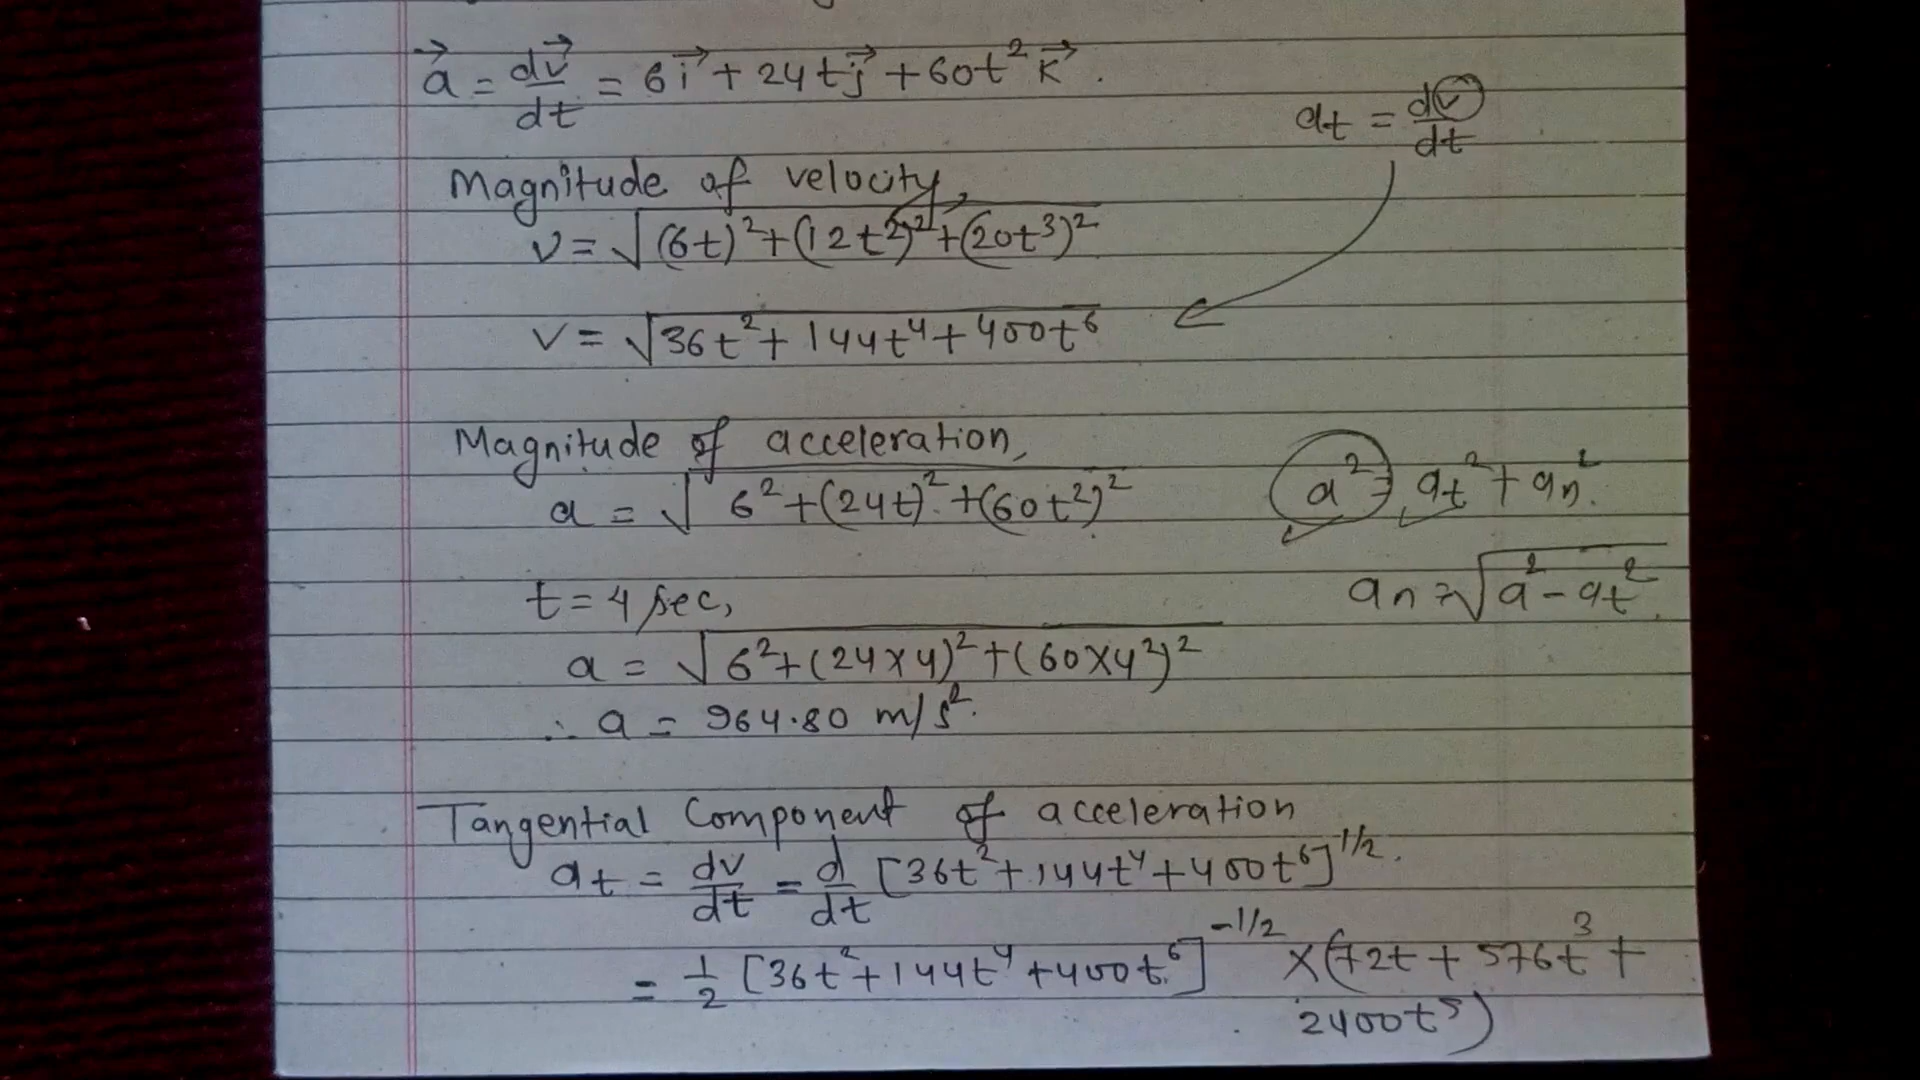 a⃗ = dv⃗/dt = 6i⃗ + 24tj⃗ + 60t²k⃗.
at = dv/dt
Magnitude of velocity,
v = √(6t)²+(12t²)²+(20t³)²
v = √36t²+144t⁴+400t⁶
Magnitude of acceleration,
a = √6²+(24t)²+(60t²)²
a² = at²+an².
t = 4 sec,
an = √a²-at².
a = √6²+(24×4)²+(60×4²)²
∴ a = 964.80 m/s².
Tangential Component of acceleration
at = dv/dt = d/dt [36t²+144t⁴+400t⁶]^1/2.
= 1/2 [36t²+144t⁴+400t⁶]^-1/2 ×(72t + 576t³ +
2400t⁵)